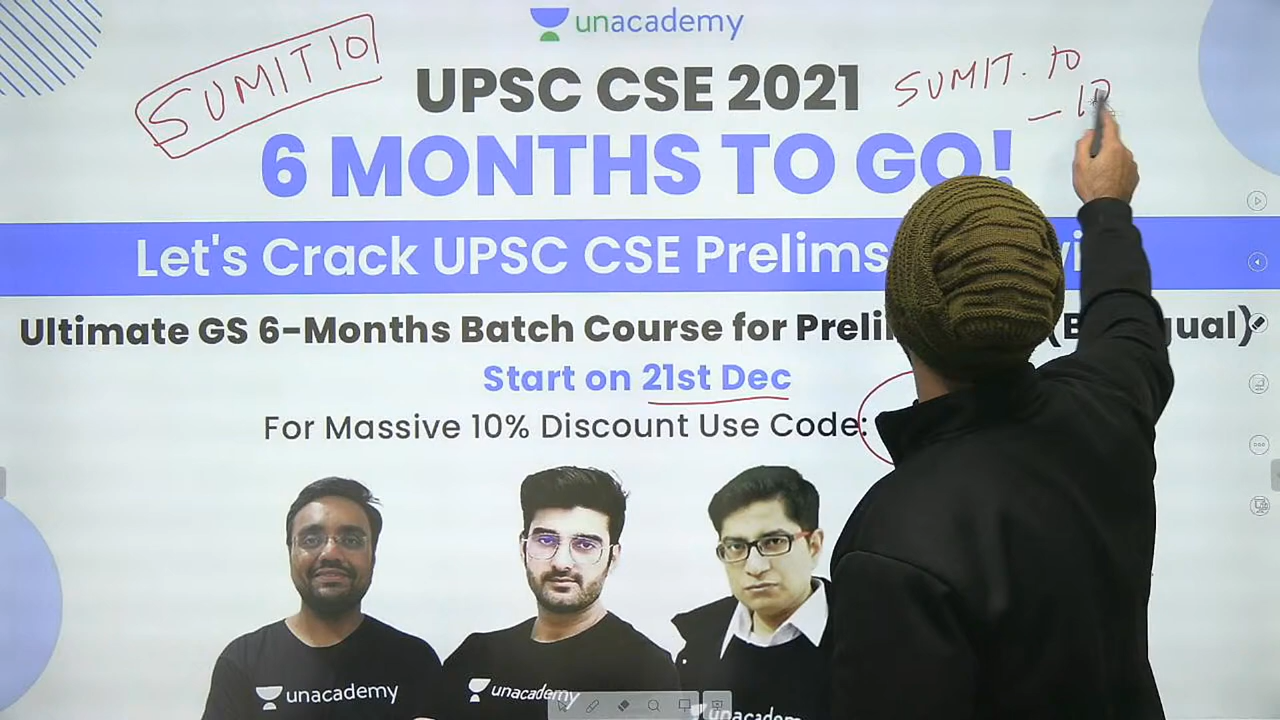 unacademy
SUMIT10
UPSC CSE 2021
SUMIT. 10
6 MONTHS TO GO!
Let's Crack UPSC CSE Prelims
Ultimate GS 6-Months Batch Course for
Start on 21st Dec
For Massive 10% Discount Use Code:
unacademy
unacademy
unacademy